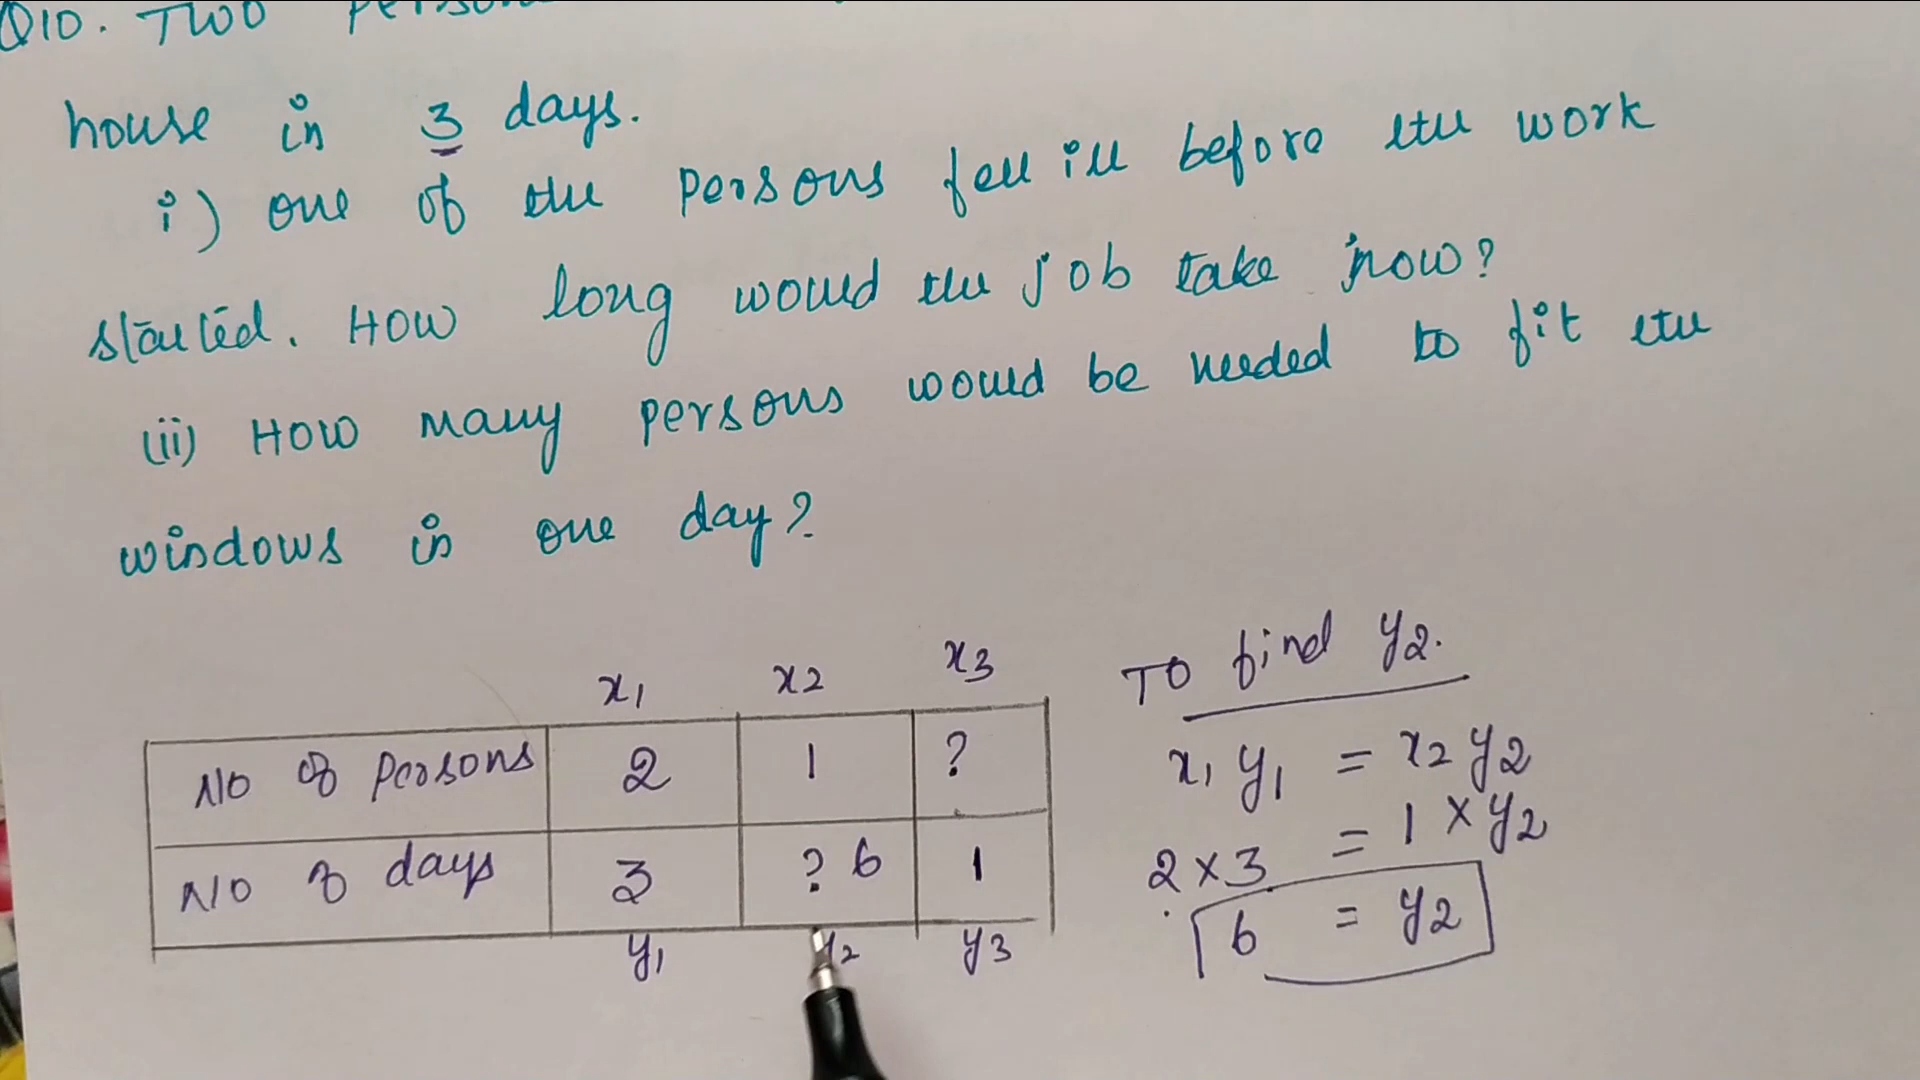 Q10. Two
house in 3 days.
i) one of the persons fell ill before the work
started. How long would the job take now?
(ii) How many persons would be needed to fit the
windows in one day?
x1 x2 x3
No of persons 2 1 ?
No of days 3 ? 6 1
y1 y2 y3
To find y2.
x1 y1 = x2 y2
2 × 3 = 1 × y2
6 = y2